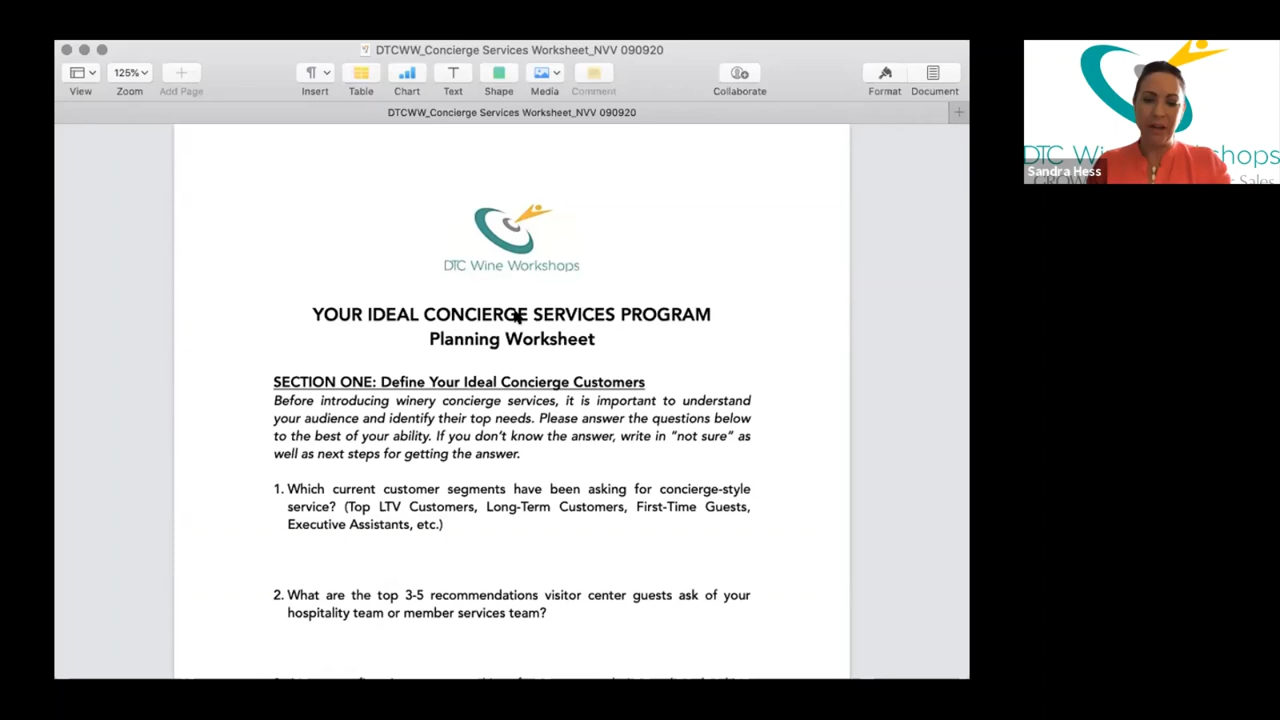 DTCWW_Concierge Services Worksheet_NVV 090920
125%
View Zoom Add Page Insert Table Chart Text Shape Media Comment Collaborate Format Document
DTCWW_Concierge Services Worksheet_NVV 090920
DTC Wine Workshops
YOUR IDEAL CONCIERGE SERVICES PROGRAM
Planning Worksheet
SECTION ONE: Define Your Ideal Concierge Customers
Before introducing winery concierge services, it is important to understand
your audience and identify their top needs. Please answer the questions below
to the best of your ability. If you don't know the answer, write in "not sure" as
well as next steps for getting the answer.
1. Which current customer segments have been asking for concierge-style
service? (Top LTV Customers, Long-Term Customers, First-Time Guests,
Executive Assistants, etc.)
2. What are the top 3-5 recommendations visitor center guests ask of your
hospitality team or member services team?
DTC W hops
Sandra Hess
Sales